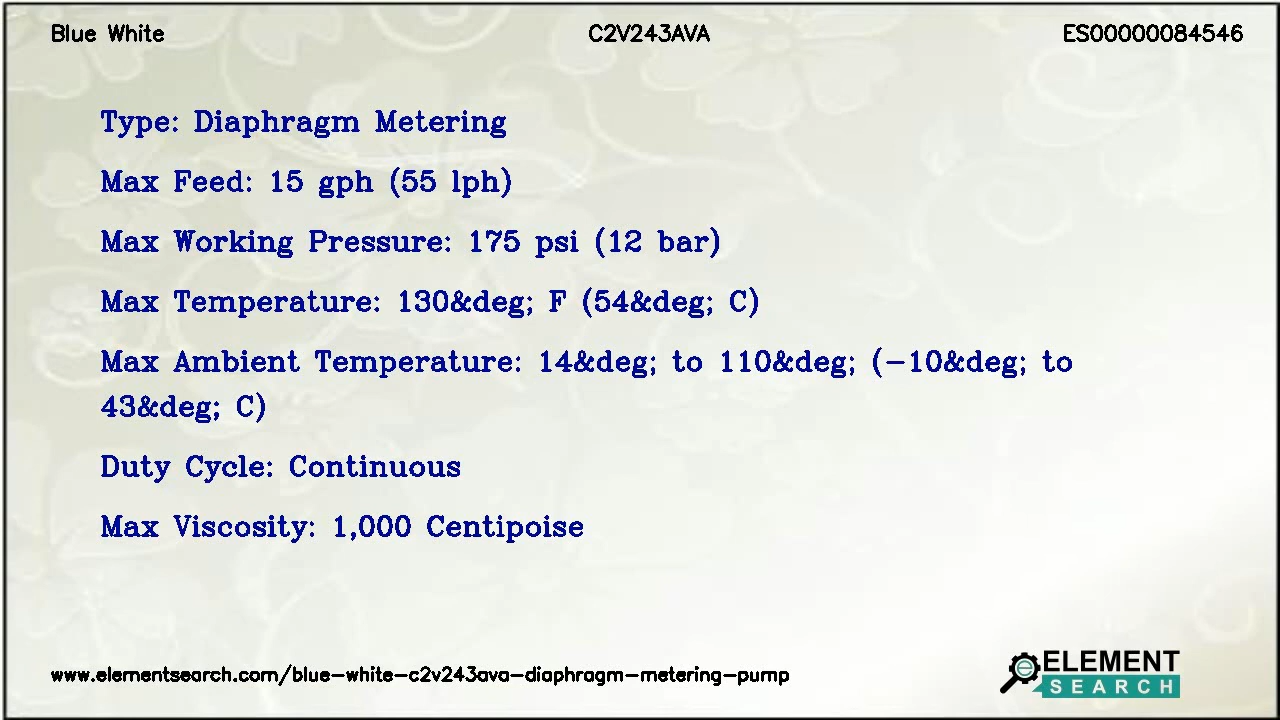 Blue White C2V243AVA ES00000084546
Type: Diaphragm Metering
Max Feed: 15 gph (55 lph)
Max Working Pressure: 175 psi (12 bar)
Max Temperature: 130&deg; F (54&deg; C)
Max Ambient Temperature: 14&deg; to 110&deg; (-10&deg; to
43&deg; C)
Duty Cycle: Continuous
Max Viscosity: 1,000 Centipoise
www.elementsearch.com/blue-white-c2v243ava-diaphragm-metering-pump
ELEMENT
SEARCH